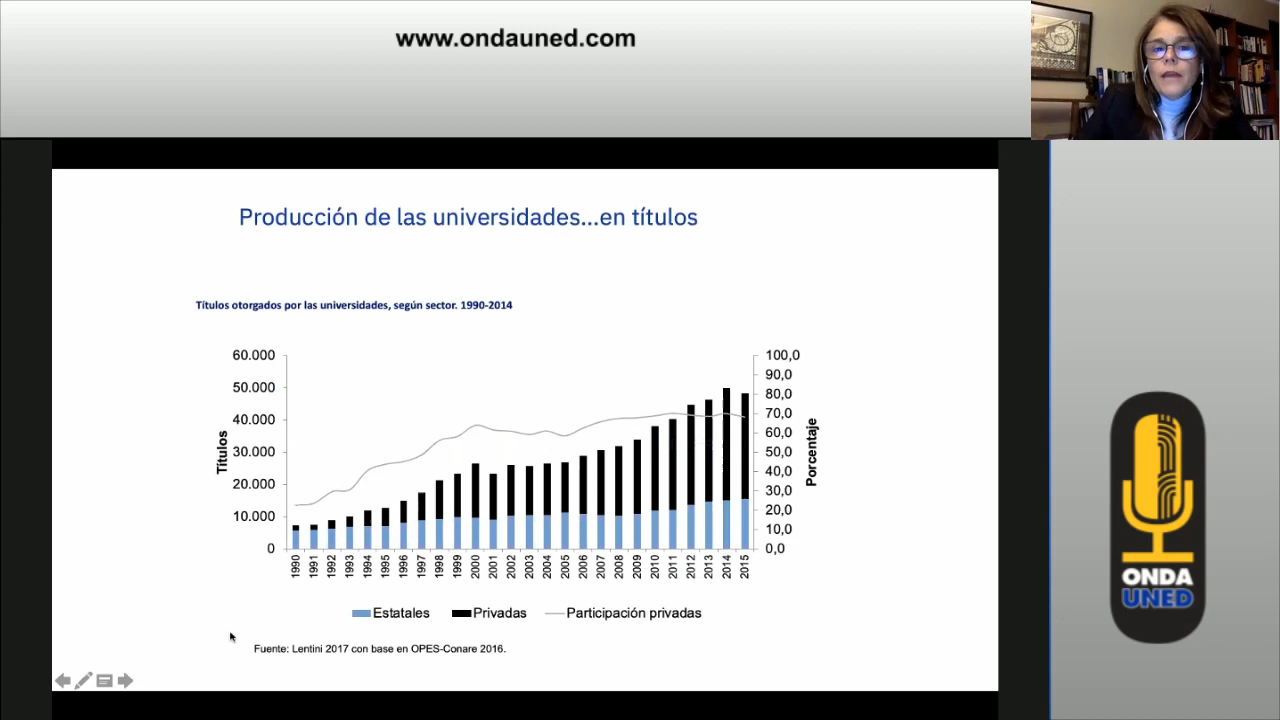 www.ondauned.com
Producción de las universidades...en títulos
Títulos otorgados por las universidades, según sector. 1990-2014
60.000
50.000
40.000
30.000
20.000
10.000
0
Títulos
100,0
90,0
80,0
70,0
60,0
50,0
40,0
30,0
20,0
10,0
0,0
Porcentaje
1990 1991 1992 1993 1994 1995 1996 1997 1998 1999 2000 2001 2002 2003 2004 2005 2006 2007 2008 2009 2010 2011 2012 2013 2014 2015
Estatales Privadas Participación privadas
Fuente: Lentini 2017 con base en OPES-Conare 2016.
ONDA
UNED